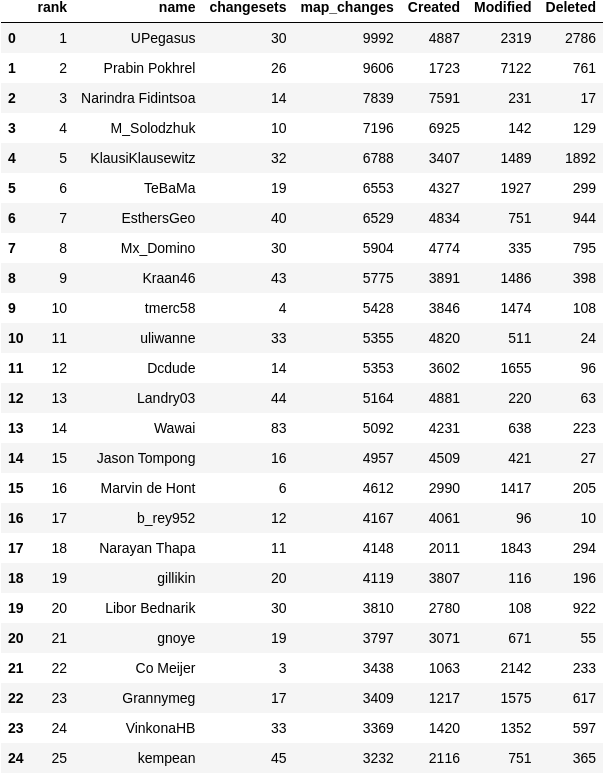 rank name changesets map_changes Created Modified Deleted
0 1 UPegasus 30 9992 4887 2319 2786
1 2 Prabin Pokhrel 26 9606 1723 7122 761
2 3 Narindra Fidintsoa 14 7839 7591 231 17
3 4 M_Solodzhuk 10 7196 6925 142 129
4 5 KlausiKlausewitz 32 6788 3407 1489 1892
5 6 TeBaMa 19 6553 4327 1927 299
6 7 EsthersGeo 40 6529 4834 751 944
7 8 Mx_Domino 30 5904 4774 335 795
8 9 Kraan46 43 5775 3891 1486 398
9 10 tmerc58 4 5428 3846 1474 108
10 11 uliwanne 33 5355 4820 511 24
11 12 Dcdude 14 5353 3602 1655 96
12 13 Landry03 44 5164 4881 220 63
13 14 Wawai 83 5092 4231 638 223
14 15 Jason Tompong 16 4957 4509 421 27
15 16 Marvin de Hont 6 4612 2990 1417 205
16 17 b_rey952 12 4167 4061 96 10
17 18 Narayan Thapa 11 4148 2011 1843 294
18 19 gillikin 20 4119 3807 116 196
19 20 Libor Bednarik 30 3810 2780 108 922
20 21 gnoye 19 3797 3071 671 55
21 22 Co Meijer 3 3438 1063 2142 233
22 23 Grannymeg 17 3409 1217 1575 617
23 24 VinkonaHB 33 3369 1420 1352 597
24 25 kempean 45 3232 2116 751 365